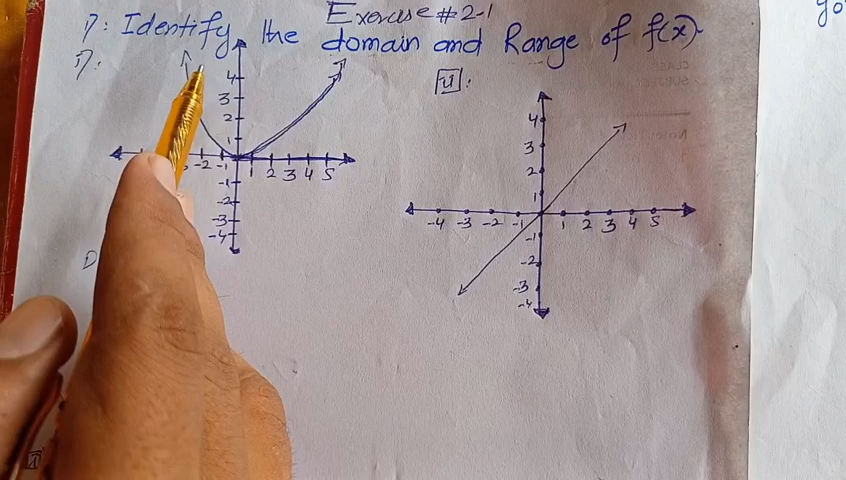 Exercise # 2.1
1: Identify the domain and Range of f(x).
i:
ii:
4
3
2
1
-2 -1 1 2 3 4 5
-1
-2
-3
-4
4
3
2
1
-4 -3 -2 -1 1 2 3 4 5
-1
-2
-3
-4
D